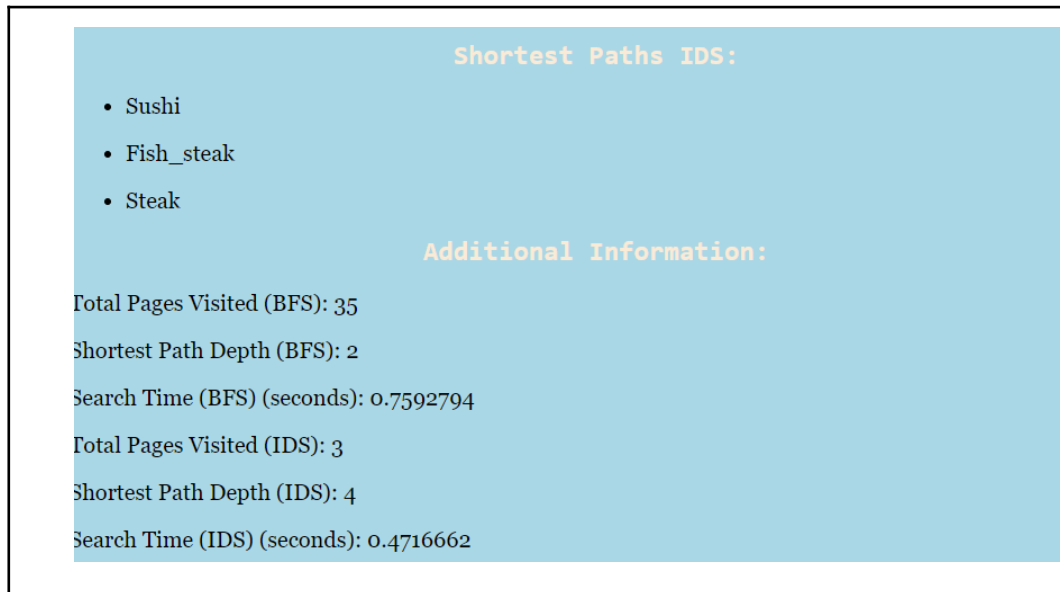 Shortest Paths IDS:
• Sushi
• Fish_steak
• Steak
Additional Information:
Total Pages Visited (BFS): 35
Shortest Path Depth (BFS): 2
Search Time (BFS) (seconds): 0.7592794
Total Pages Visited (IDS): 3
Shortest Path Depth (IDS): 4
Search Time (IDS) (seconds): 0.4716662